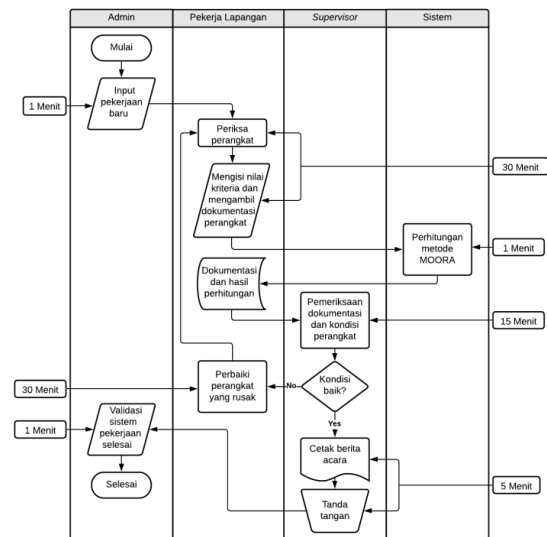 Admin
Pekerja Lapangan
Supervisor
Sistem
Mulai
Input
pekerjaan
baru
1 Menit
Periksa
perangkat
30 Menit
Mengisi nilai
kriteria dan
mengambil
dokumentasi
perangkat
Perhitungan
metode
MOORA
1 Menit
Dokumentasi
dan hasil
perhitungan
Pemeriksaan
dokumentasi
dan kondisi
perangkat
15 Menit
Perbaiki
perangkat
yang rusak
30 Menit
No
Kondisi
baik?
Yes
Validasi
sistem
pekerjaan
selesai
1 Menit
Cetak berita
acara
5 Menit
Selesai
Tanda
tangan